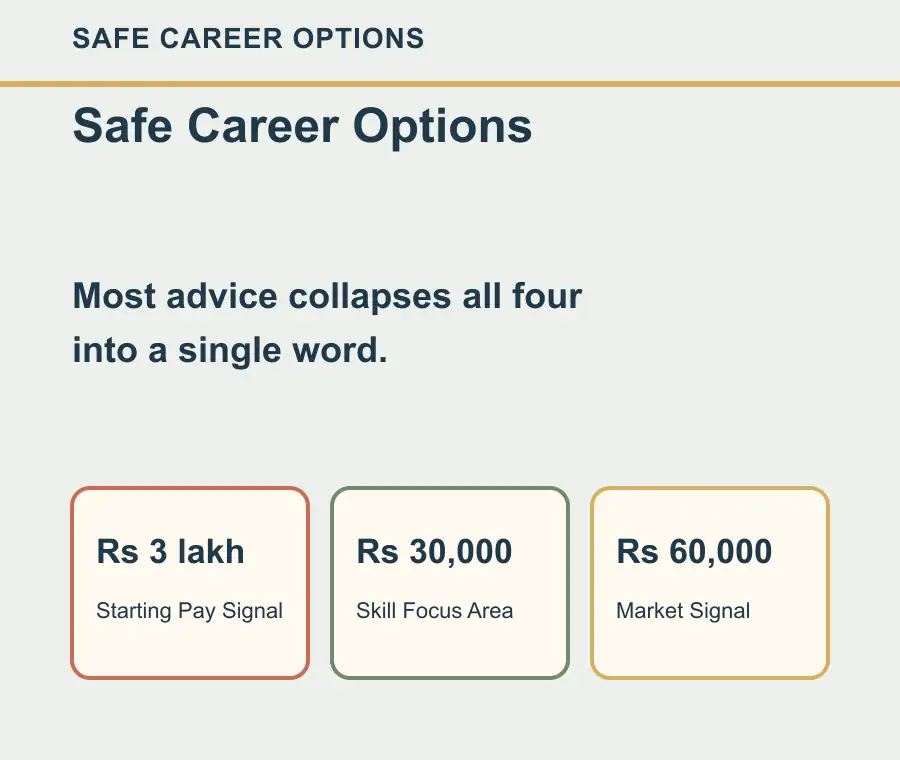 SAFE CAREER OPTIONS
Safe Career Options
Most advice collapses all four
into a single word.
Rs 3 lakh
Starting Pay Signal
Rs 30,000
Skill Focus Area
Rs 60,000
Market Signal